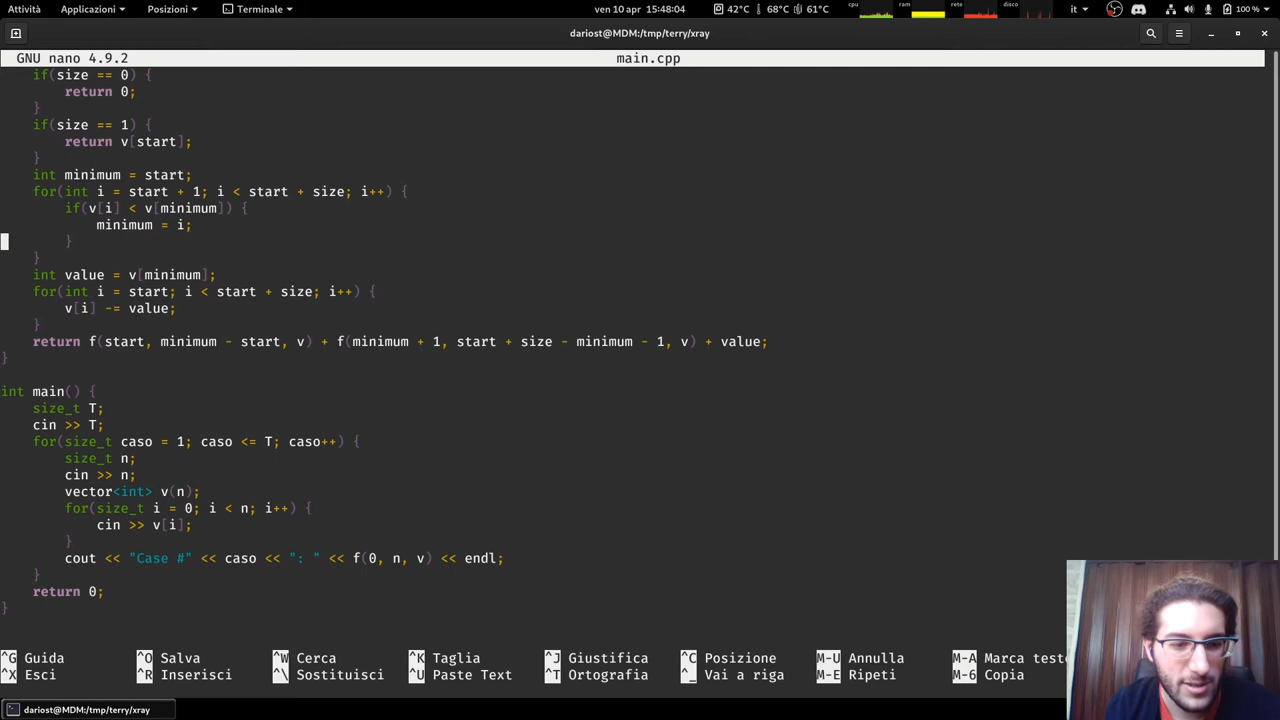 Attività Applicazioni Posizioni Terminale ven 10 apr 15:48:04 42°C 68°C 61°C cpu ram rete disco it 100 %
dariost@MDM:/tmp/terry/xray
GNU nano 4.9.2 main.cpp
if(size == 0) {
return 0;
}
if(size == 1) {
return v[start];
}
int minimum = start;
for(int i = start + 1; i < start + size; i++) {
if(v[i] < v[minimum]) {
minimum = i;
}
}
int value = v[minimum];
for(int i = start; i < start + size; i++) {
v[i] -= value;
}
return f(start, minimum - start, v) + f(minimum + 1, start + size - minimum - 1, v) + value;
}
int main() {
size_t T;
cin >> T;
for(size_t caso = 1; caso <= T; caso++) {
size_t n;
cin >> n;
vector<int> v(n);
for(size_t i = 0; i < n; i++) {
cin >> v[i];
}
cout << "Case #" << caso << ": " << f(0, n, v) << endl;
}
return 0;
}
^G Guida ^O Salva ^W Cerca ^K Taglia ^J Giustifica ^C Posizione M-U Annulla M-A Marca test
^X Esci ^R Inserisci ^\ Sostituisci ^U Paste Text ^T Ortografia ^_ Vai a riga M-E Ripeti M-6 Copia
dariost@MDM:/tmp/terry/xray